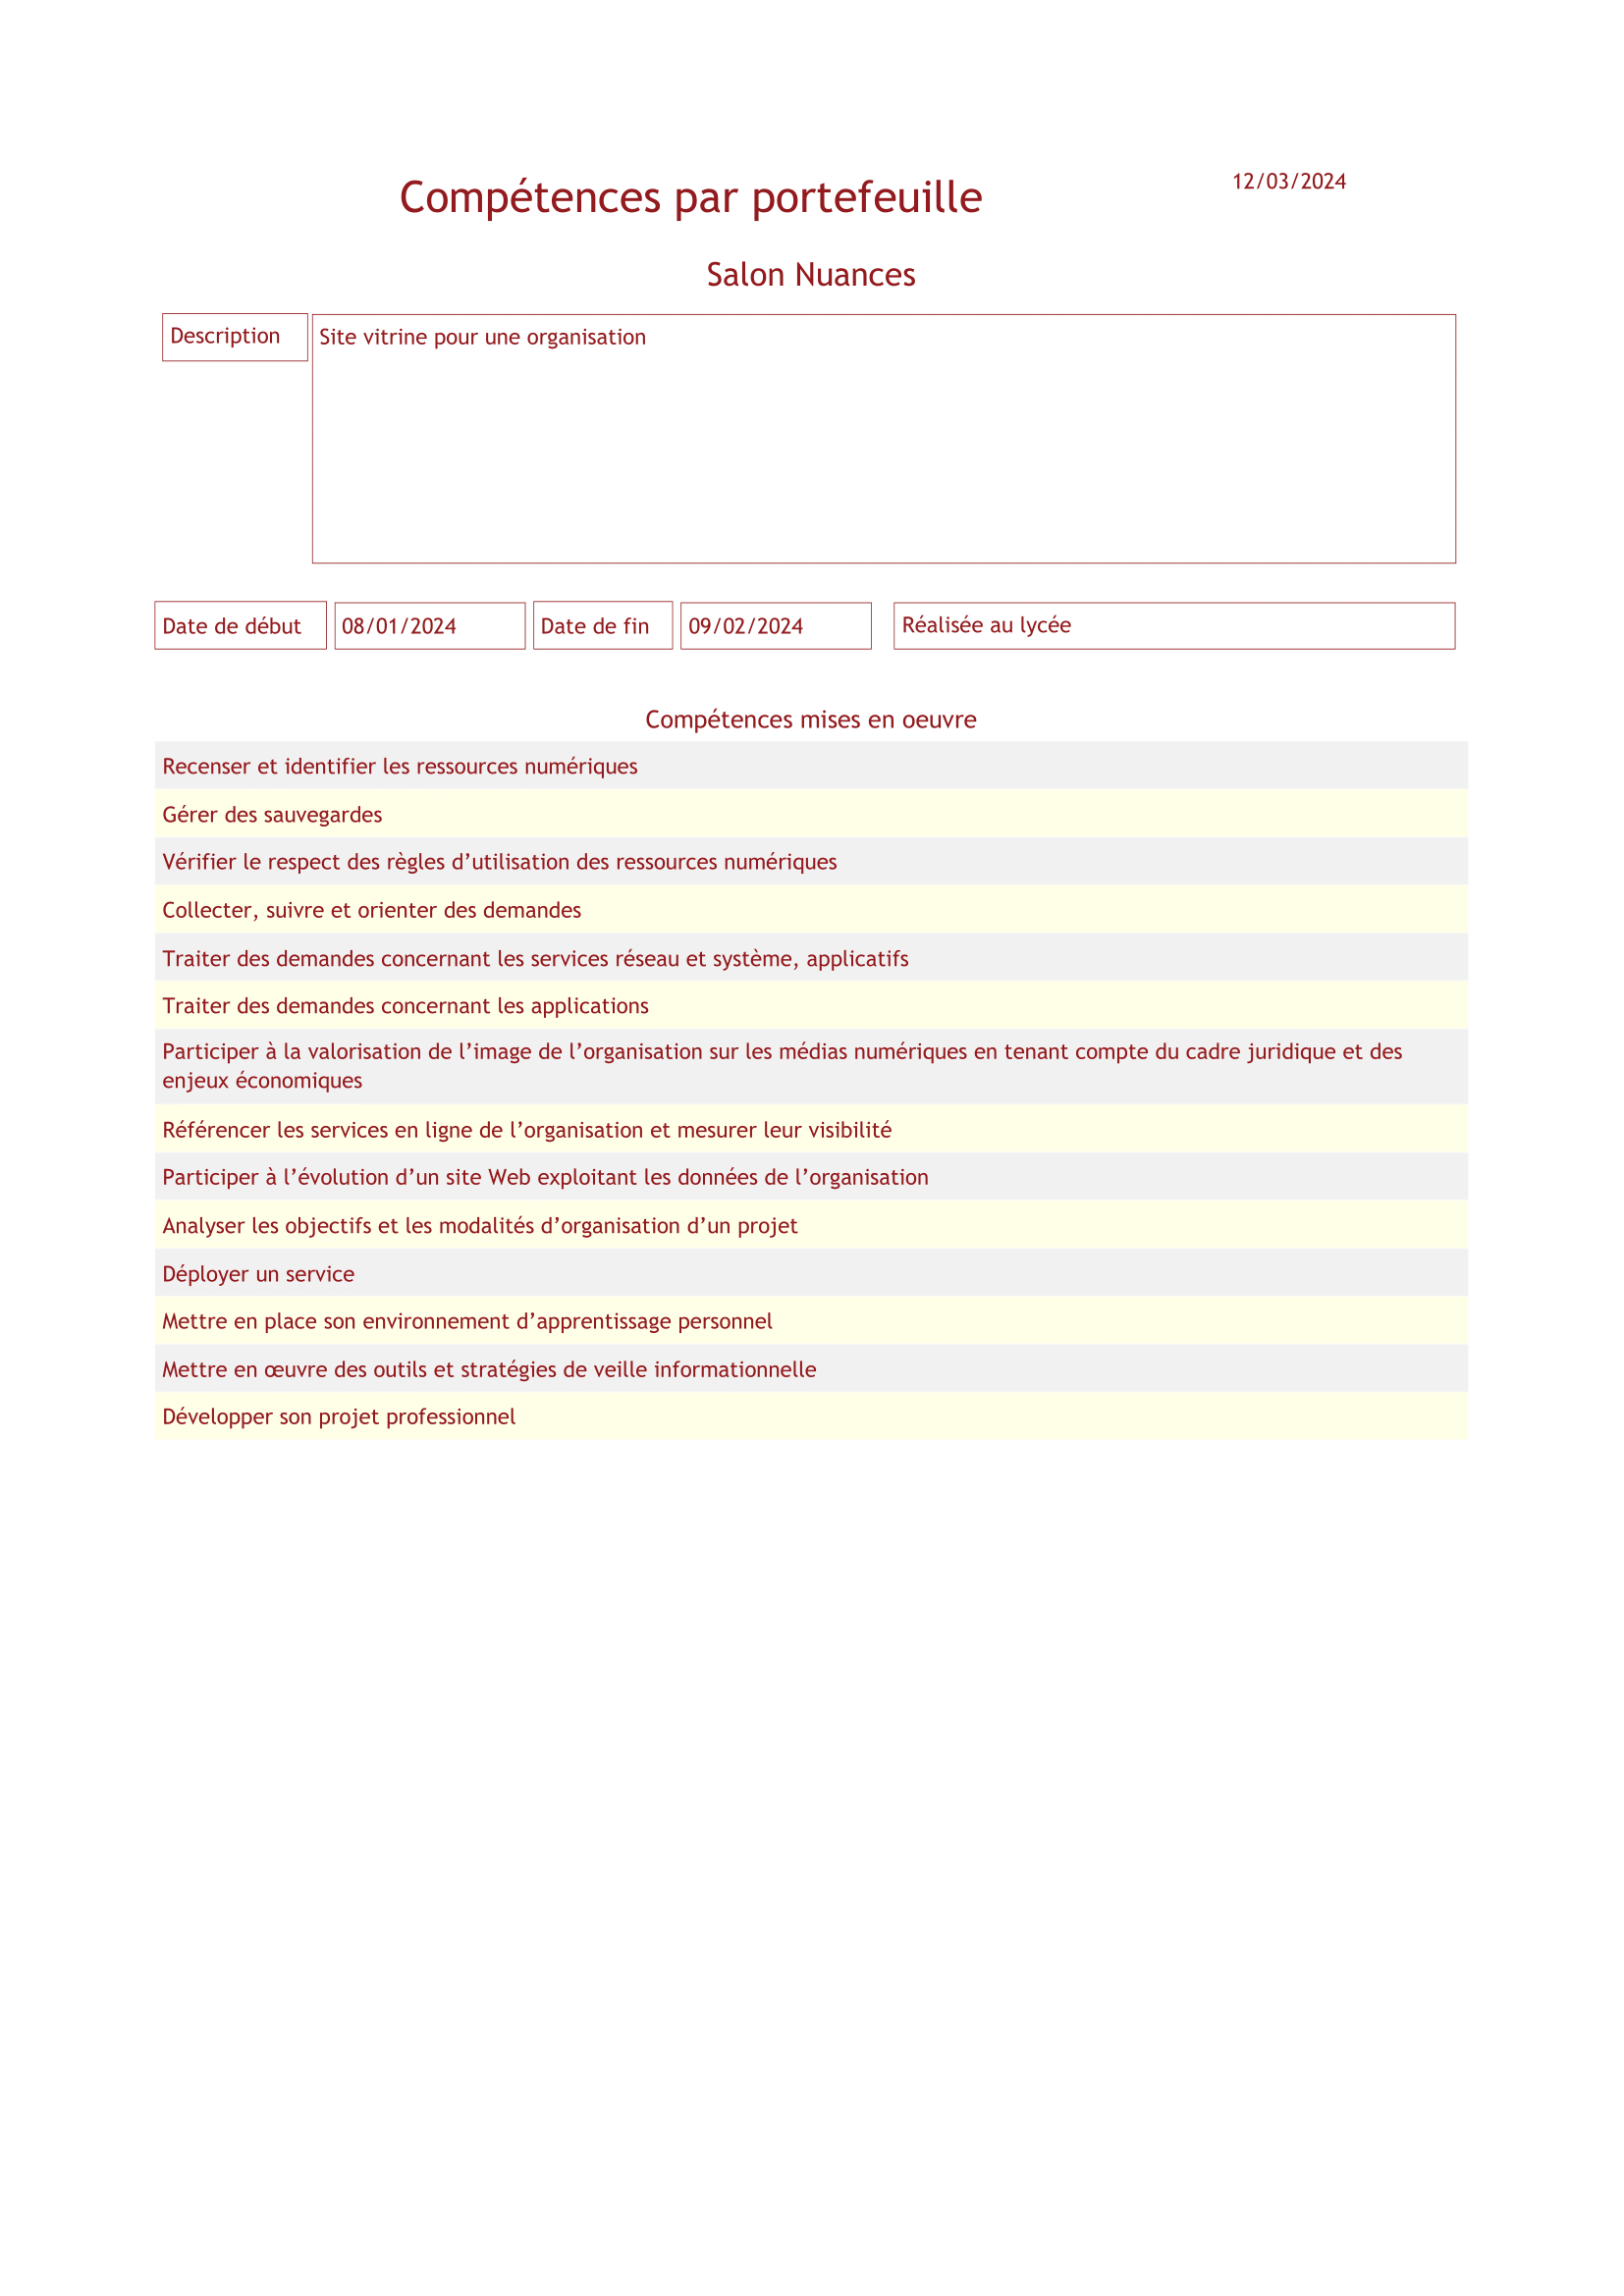 Compétences par portefeuille
12/03/2024
Salon Nuances
Description
Site vitrine pour une organisation
Date de début
08/01/2024
Date de fin
09/02/2024
Réalisée au lycée
Compétences mises en oeuvre
Recenser et identifier les ressources numériques
Gérer des sauvegardes
Vérifier le respect des règles d’utilisation des ressources numériques
Collecter, suivre et orienter des demandes
Traiter des demandes concernant les services réseau et système, applicatifs
Traiter des demandes concernant les applications
Participer à la valorisation de l’image de l’organisation sur les médias numériques en tenant compte du cadre juridique et des
enjeux économiques
Référencer les services en ligne de l’organisation et mesurer leur visibilité
Participer à l’évolution d’un site Web exploitant les données de l’organisation
Analyser les objectifs et les modalités d’organisation d’un projet
Déployer un service
Mettre en place son environnement d’apprentissage personnel
Mettre en œuvre des outils et stratégies de veille informationnelle
Développer son projet professionnel